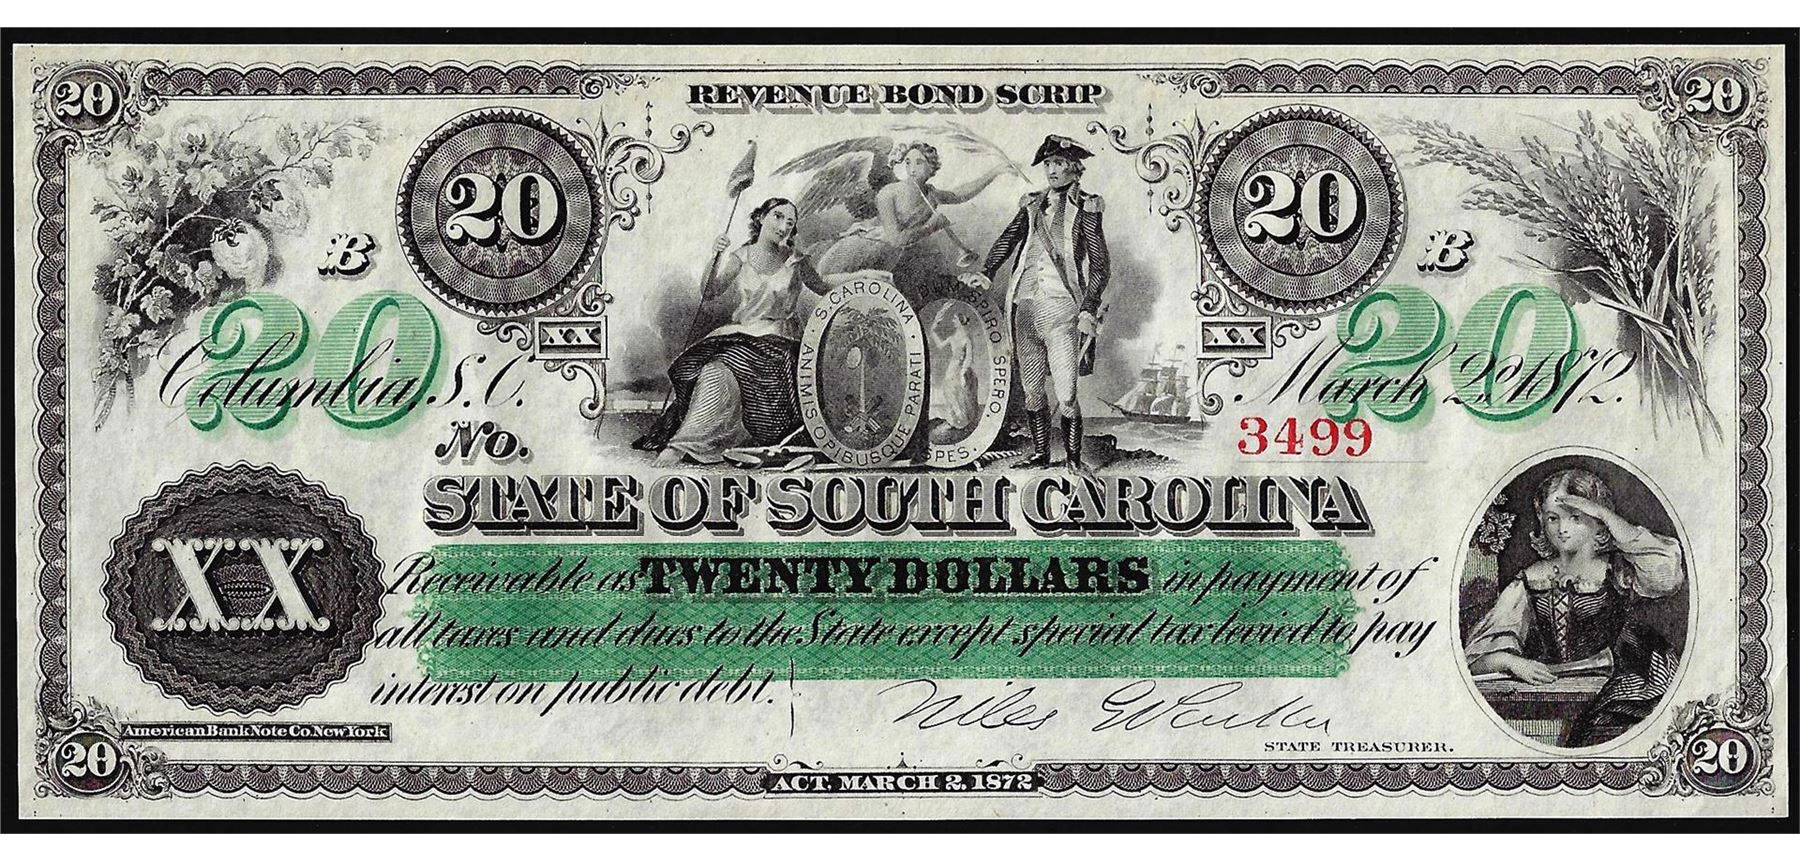 REVENUE BOND SCRIP
20 20 20 20
B B
20 20
XX XX
S. CAROLINA
ANIMIS OPIBUSQUE PARATI
DUM SPIRO SPERO.
SPES.
Columbia, S.C. March 2d 1872.
No. 3499
STATE OF SOUTH CAROLINA
XX
Receivable as TWENTY DOLLARS in payment of
all taxes and dues to the State except special tax levied to pay
interest on public debt.
Niles G Parker
STATE TREASURER.
American Bank Note Co. New York
20 20
ACT, MARCH 2, 1872